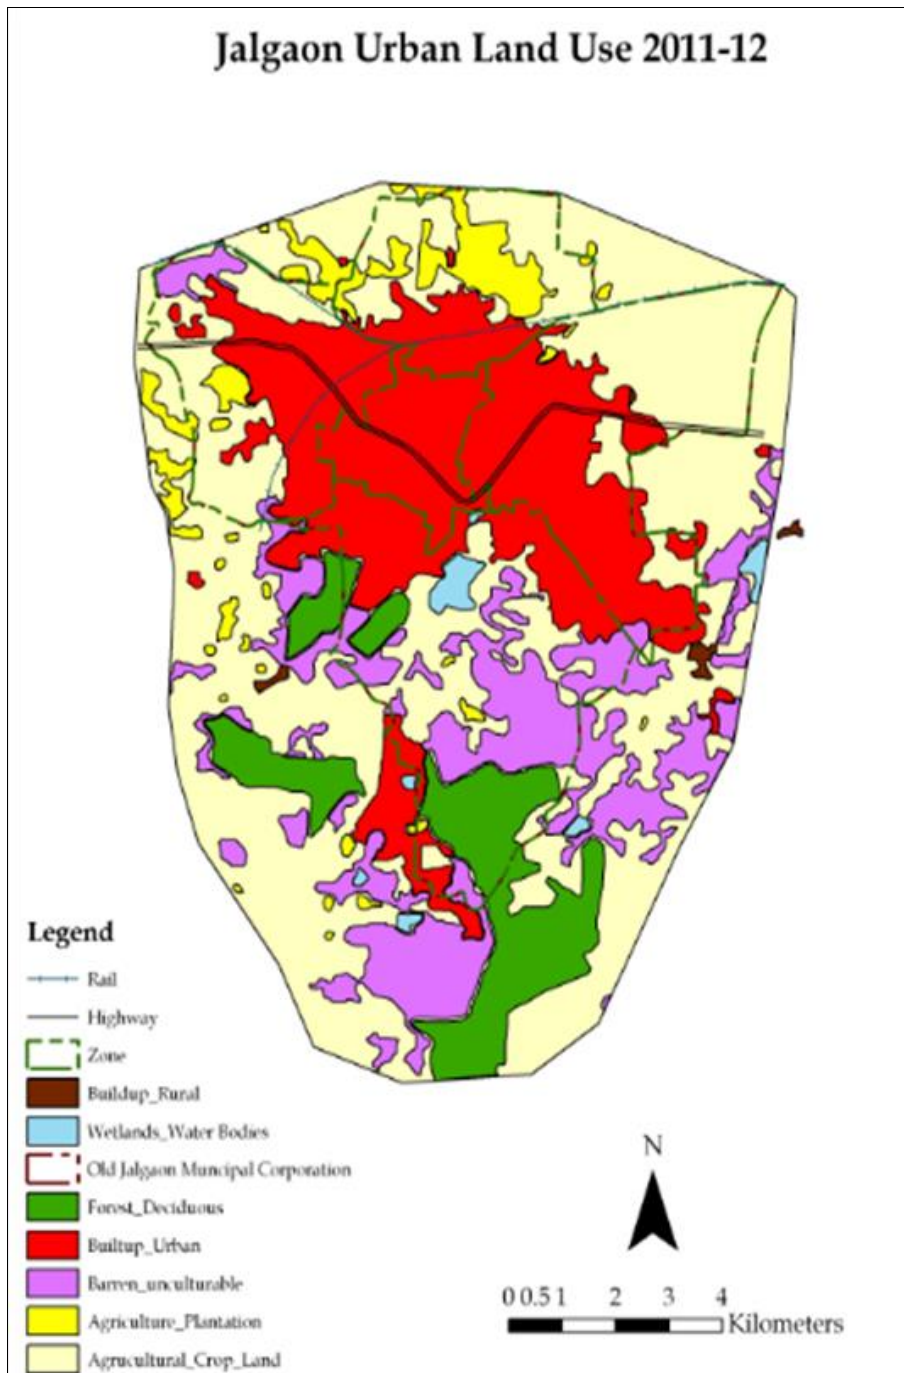 Jalgaon Urban Land Use 2011-12
Legend
Rail
Highway
Zone
Buildup_Rural
Wetlands_Water Bodies
Old Jalgaon Muncipal Corporation
Forest_Deciduous
Builtup_Urban
Barren_unculturable
Agriculture_Plantation
Agrucultural_Crop_Land
N
0 0.5 1 2 3 4
Kilometers